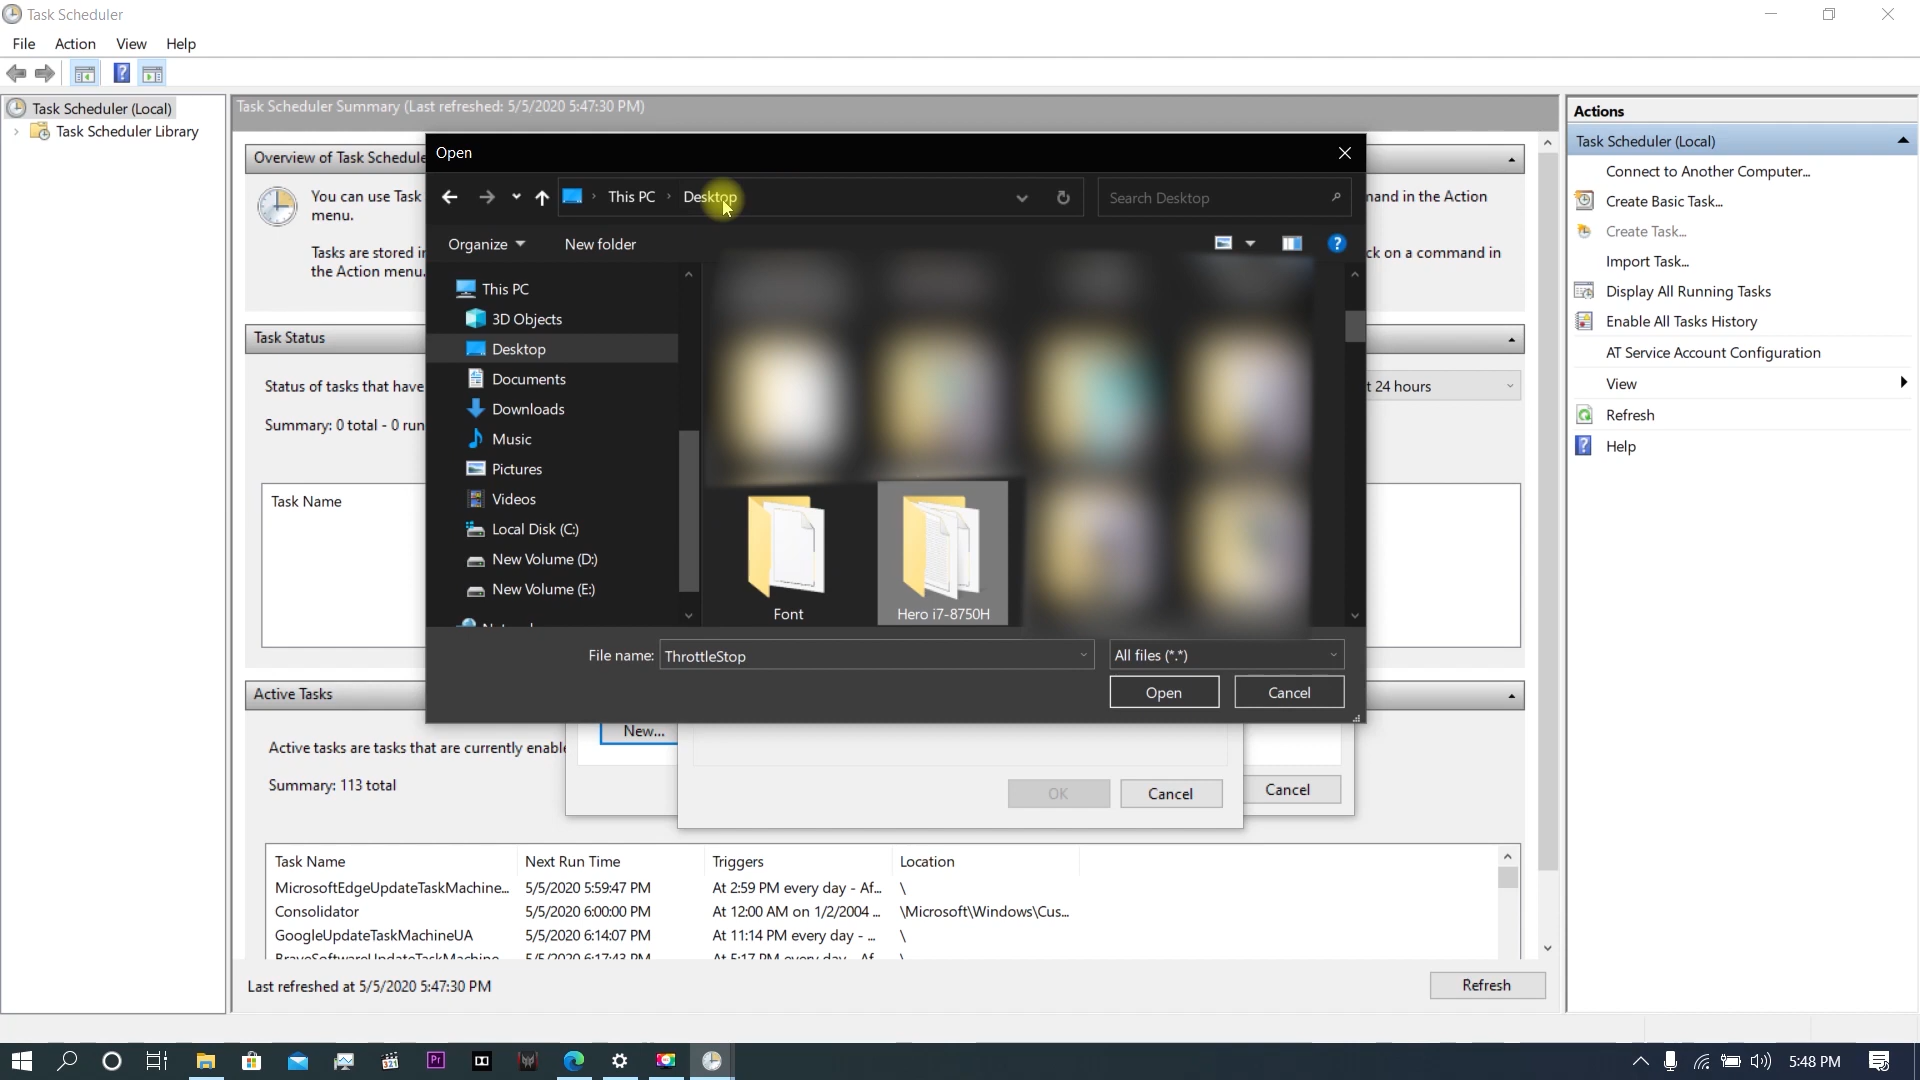 Task Scheduler
File Action View Help
Task Scheduler (Local)
Task Scheduler Library
Task Scheduler Summary (Last refreshed: 5/5/2020 5:47:30 PM)
Overview of Task Schedule
You can use Task
menu.
mand in the Action
Tasks are stored in
the Action menu.
ck on a command in
Task Status
Status of tasks that have
t 24 hours
Summary: 0 total - 0 run
Task Name
Open
This PC Desktop
Search Desktop
Organize New folder
This PC
3D Objects
Desktop
Documents
Downloads
Music
Pictures
Videos
Local Disk (C:)
New Volume (D:)
New Volume (E:)
Font
Hero i7-8750H
File name: ThrottleStop
All files (*.*)
Open Cancel
New...
OK Cancel
Cancel
Active Tasks
Active tasks are tasks that are currently enable
Summary: 113 total
Task Name Next Run Time Triggers Location
MicrosoftEdgeUpdateTaskMachine... 5/5/2020 5:59:47 PM At 2:59 PM every day - Af... \
Consolidator 5/5/2020 6:00:00 PM At 12:00 AM on 1/2/2004 ... \Microsoft\Windows\Cus...
GoogleUpdateTaskMachineUA 5/5/2020 6:14:07 PM At 11:14 PM every day - ... \
BraveSoftwareUpdateTaskMachine... 5/5/2020 6:17:43 PM At 5:17 PM every day - Af... \
Last refreshed at 5/5/2020 5:47:30 PM
Refresh
Actions
Task Scheduler (Local)
Connect to Another Computer...
Create Basic Task...
Create Task...
Import Task...
Display All Running Tasks
Enable All Tasks History
AT Service Account Configuration
View
Refresh
Help
321
Pr
5:48 PM